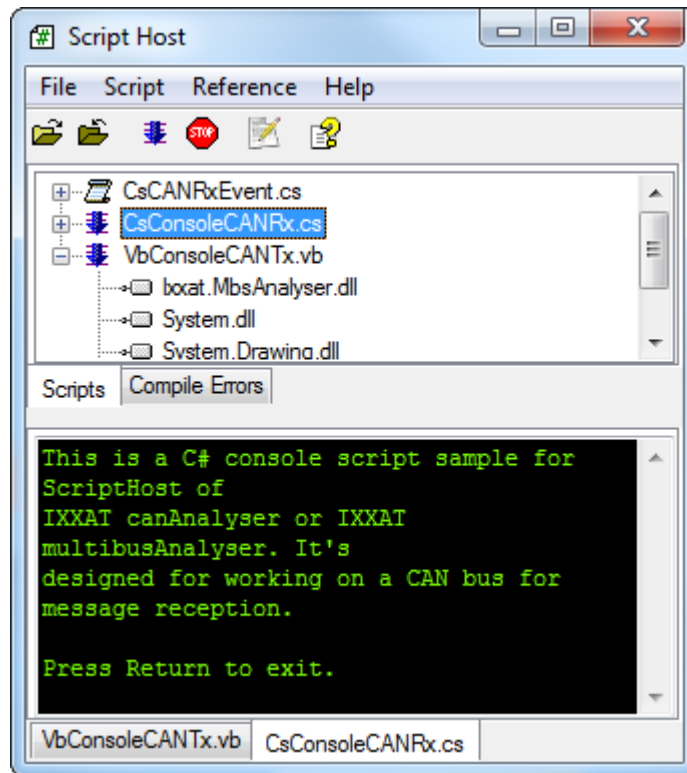 Script Host
File Script Reference Help
STOP
CsCANRxEvent.cs
CsConsoleCANRx.cs
VbConsoleCANTx.vb
Ixxat.MbsAnalyser.dll
System.dll
System.Drawing.dll
Scripts Compile Errors
This is a C# console script sample for
ScriptHost of
IXXAT canAnalyser or IXXAT
multibusAnalyser. It's
designed for working on a CAN bus for
message reception.
Press Return to exit.
VbConsoleCANTx.vb CsConsoleCANRx.cs